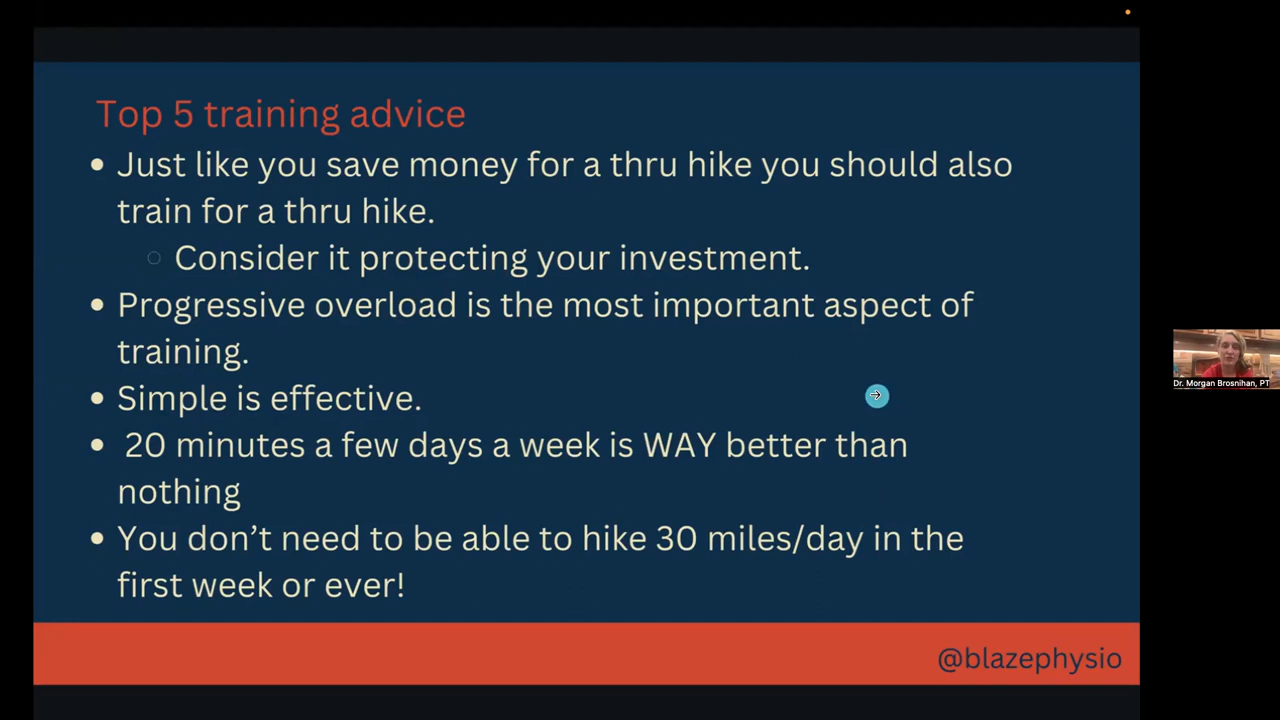 Top 5 training advice
Just like you save money for a thru hike you should also
train for a thru hike.
Consider it protecting your investment.
Progressive overload is the most important aspect of
training.
Simple is effective.
20 minutes a few days a week is WAY better than
nothing
You don’t need to be able to hike 30 miles/day in the
first week or ever!
@blazephysio
Dr. Morgan Brosnihan, PT